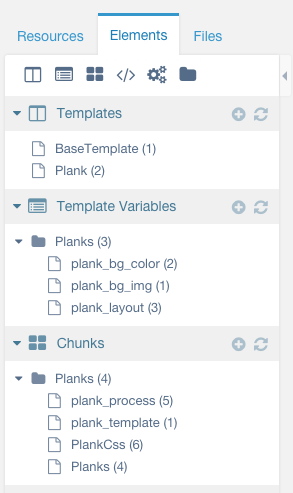 Resources Elements Files
Templates
BaseTemplate (1)
Plank (2)
Template Variables
Planks (3)
plank_bg_color (2)
plank_bg_img (1)
plank_layout (3)
Chunks
Planks (4)
plank_process (5)
plank_template (1)
PlankCss (6)
Planks (4)